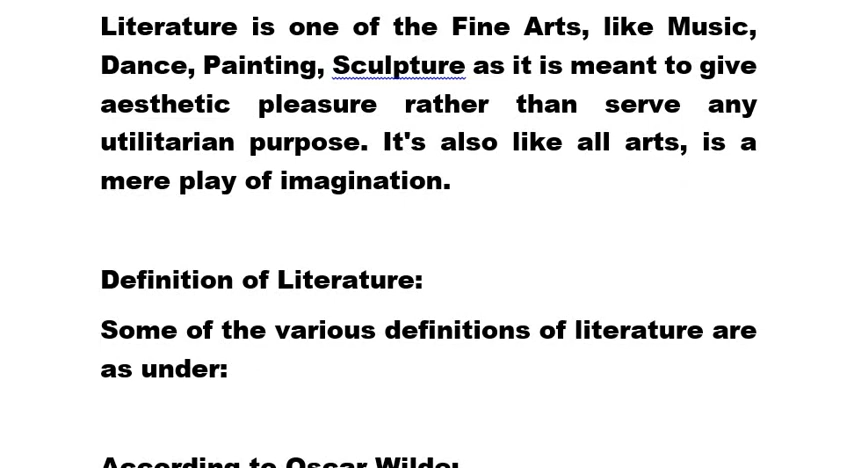 Literature is one of the Fine Arts, like Music,
Dance, Painting, Sculpture as it is meant to give
aesthetic pleasure rather than serve any
utilitarian purpose. It's also like all arts, is a
mere play of imagination.
Definition of Literature:
Some of the various definitions of literature are
as under:
According to Oscar Wilde: